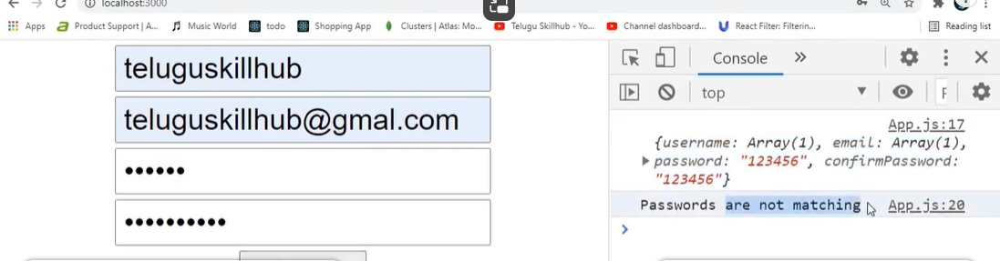 localhost:3000
Apps Product Support | A... Music World todo Shopping App Clusters | Atlas: Mo... Telugu Skillhub - Yo... Channel dashboard... React Filter: Filterin... Reading list
teluguskillhub
teluguskillhub@gmal.com
••••••
••••••••••
Console
top
App.js:17
{username: Array(1), email: Array(1),
password: "123456", confirmPassword:
"123456"}
Passwords are not matching App.js:20